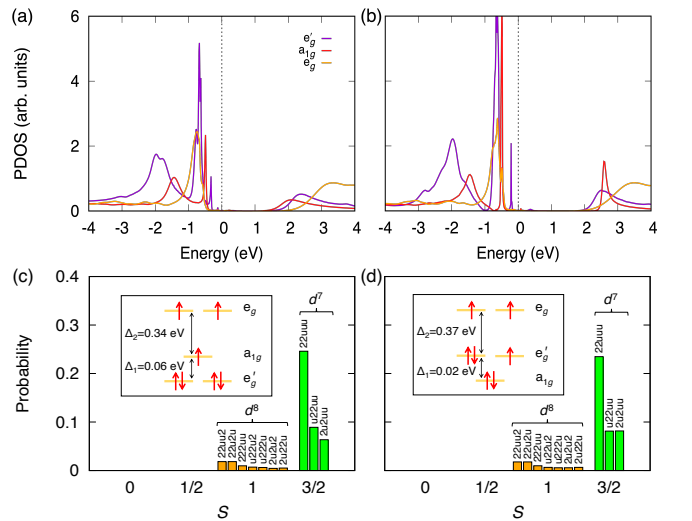 (a)
(b)
e′g
a1g
eg
PDOS (arb. units)
6
4
2
0
-4 -3 -2 -1 0 1 2 3 4
-4 -3 -2 -1 0 1 2 3 4
Energy (eV)
Energy (eV)
(c)
(d)
Probability
0.4
0.3
0.2
0.1
0
eg
Δ2=0.34 eV
a1g
Δ1=0.06 eV
e′g
d8
22uu2
22u2u
222uu
u22u2
u222u
2u2u2
2u22u
d7
22uuu
u22uu
2u2uu
0 1/2 1 3/2
S
eg
Δ2=0.37 eV
e′g
Δ1=0.02 eV
a1g
d8
22uu2
22u2u
222uu
u22u2
u222u
2u2u2
2u22u
d7
22uuu
u22uu
2u2uu
0 1/2 1 3/2
S